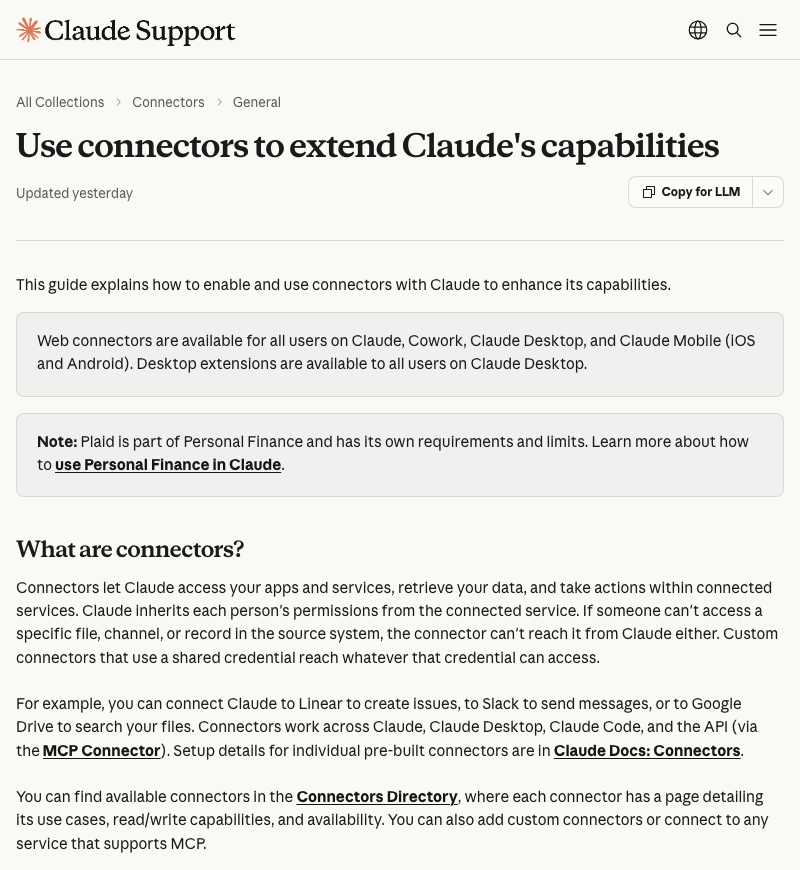 Claude Support
All Collections
Connectors
General
Use connectors to extend Claude's capabilities
Updated yesterday
Copy for LLM
This guide explains how to enable and use connectors with Claude to enhance its capabilities.
Web connectors are available for all users on Claude, Cowork, Claude Desktop, and Claude Mobile (iOS
and Android). Desktop extensions are available to all users on Claude Desktop.
Note: Plaid is part of Personal Finance and has its own requirements and limits. Learn more about how
to use Personal Finance in Claude.
What are connectors?
Connectors let Claude access your apps and services, retrieve your data, and take actions within connected
services. Claude inherits each person's permissions from the connected service. If someone can't access a
specific file, channel, or record in the source system, the connector can't reach it from Claude either. Custom
connectors that use a shared credential reach whatever that credential can access.
For example, you can connect Claude to Linear to create issues, to Slack to send messages, or to Google
Drive to search your files. Connectors work across Claude, Claude Desktop, Claude Code, and the API (via
the MCP Connector). Setup details for individual pre-built connectors are in Claude Docs: Connectors.
You can find available connectors in the Connectors Directory, where each connector has a page detailing
its use cases, read/write capabilities, and availability. You can also add custom connectors or connect to any
service that supports MCP.